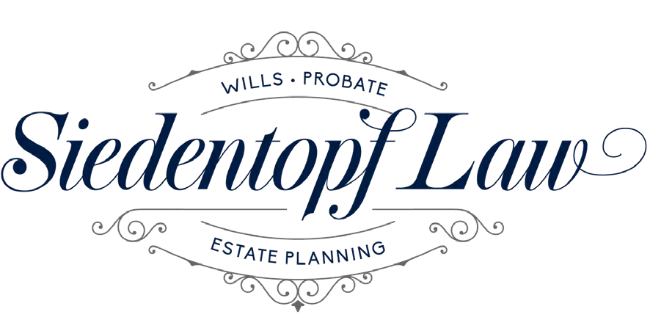 WILLS • PROBATE
Siedentopf Law
ESTATE PLANNING